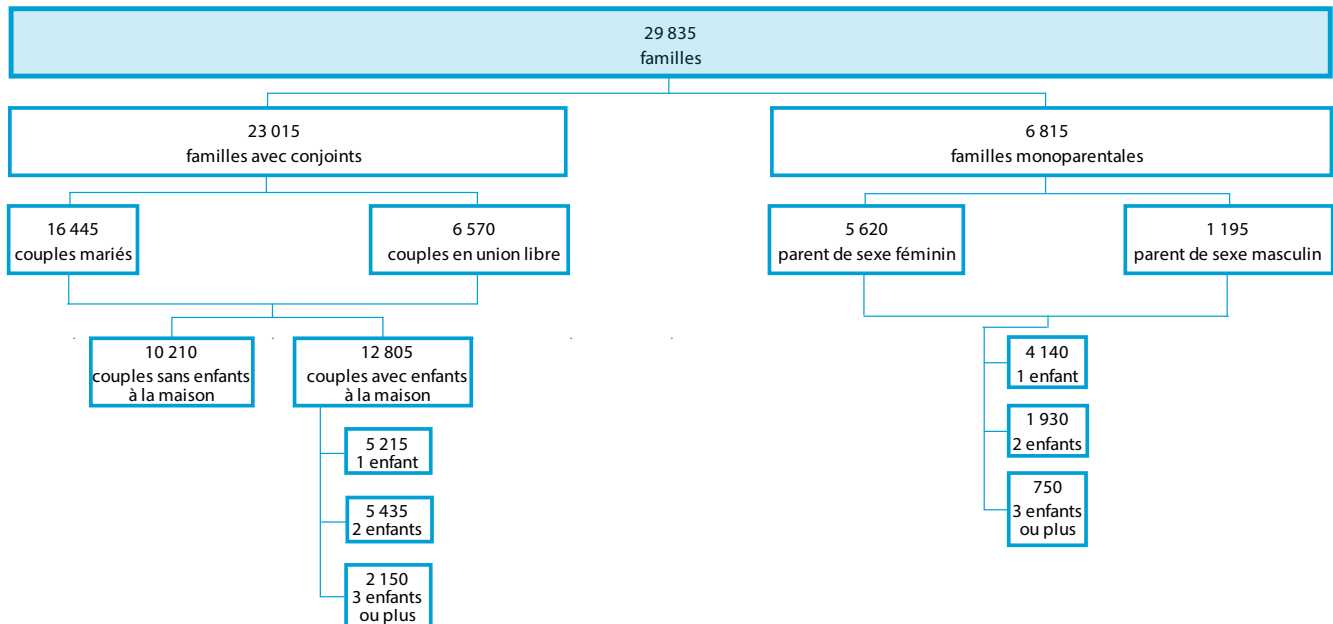 29 835
familles
23 015
familles avec conjoints
6 815
familles monoparentales
16 445
couples mariés
6 570
couples en union libre
5 620
parent de sexe féminin
1 195
parent de sexe masculin
10 210
couples sans enfants
à la maison
12 805
couples avec enfants
à la maison
5 215
1 enfant
5 435
2 enfants
2 150
3 enfants
ou plus
4 140
1 enfant
1 930
2 enfants
750
3 enfants
ou plus